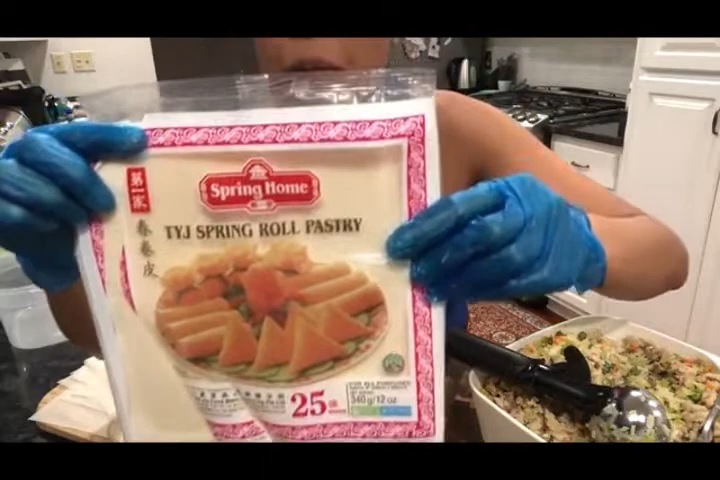 第一家
Spring Home
TYJ SPRING ROLL PASTRY
春卷皮
25
340g/12 oz